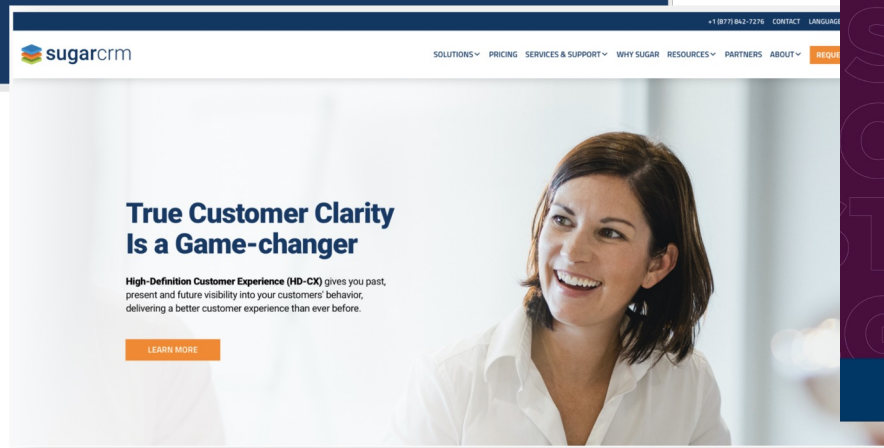 +1 (877) 842-7276 CONTACT LANGUAGE
sugarcrm
SOLUTIONS PRICING SERVICES & SUPPORT WHY SUGAR RESOURCES PARTNERS ABOUT REQUE
True Customer Clarity
Is a Game-changer
High-Definition Customer Experience (HD-CX) gives you past,
present and future visibility into your customers' behavior,
delivering a better customer experience than ever before.
LEARN MORE